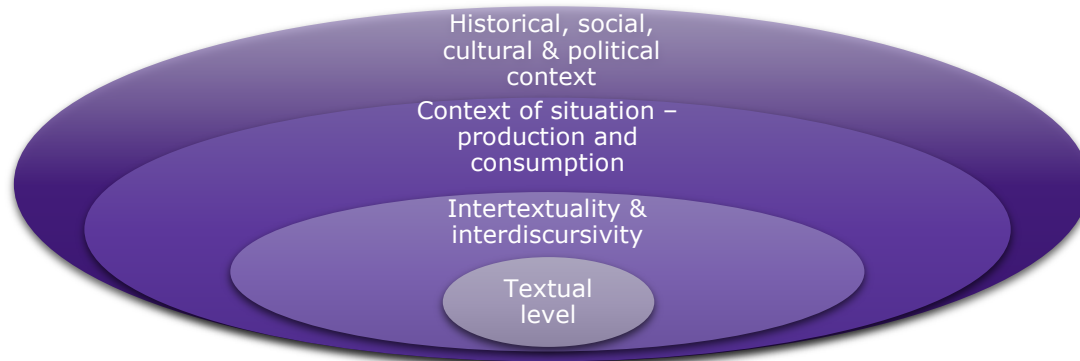 Historical, social,
cultural & political
context
Context of situation –
production and
consumption
Intertextuality &
interdiscursivity
Textual
level